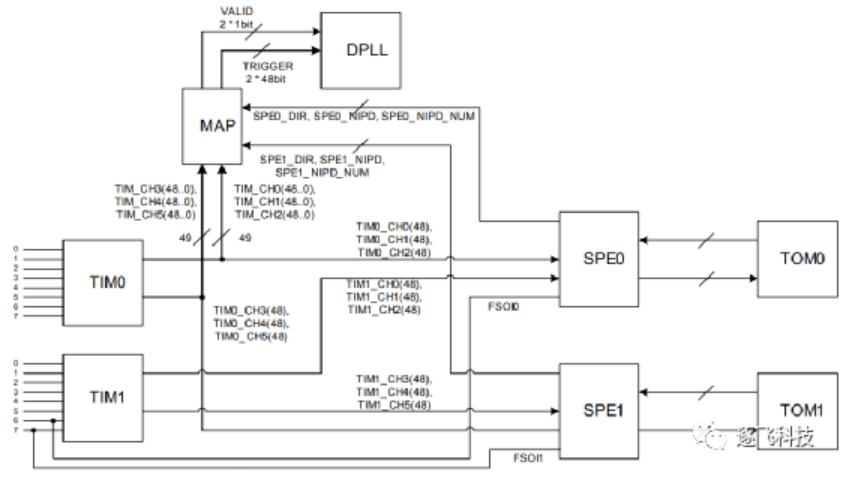 VALID
2 * 1bit
DPLL
TRIGGER
2 * 48bit
MAP
SPE0_DIR, SPE0_NIPD, SPE0_NIPD_NUM
SPE1_DIR, SPE1_NIPD,
SPE1_NIPD_NUM
TIM_CH3(48..0),
TIM_CH4(48..0),
TIM_CH5(48..0)
TIM_CH0(48..0),
TIM_CH1(48..0),
TIM_CH2(48..0)
49
49
TIM0_CH0(48),
TIM0_CH1(48),
TIM0_CH2(48)
SPE0
TOM0
0
1
2
3
4
5
6
7
TIM0
TIM1_CH0(48),
TIM1_CH1(48),
TIM1_CH2(48)
FSOI0
TIM0_CH3(48),
TIM0_CH4(48),
TIM0_CH5(48)
0
1
2
3
4
5
6
7
TIM1
TIM1_CH3(48),
TIM1_CH4(48),
TIM1_CH5(48)
SPE1
TOM1
FSOI1
逐飞科技